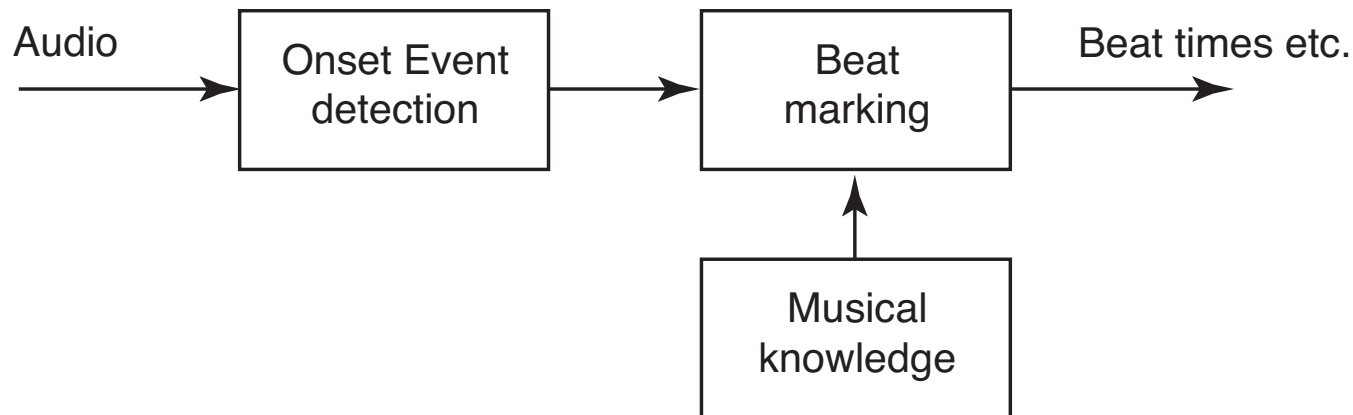 Audio
Onset Event
detection
Beat
marking
Beat times etc.
Musical
knowledge